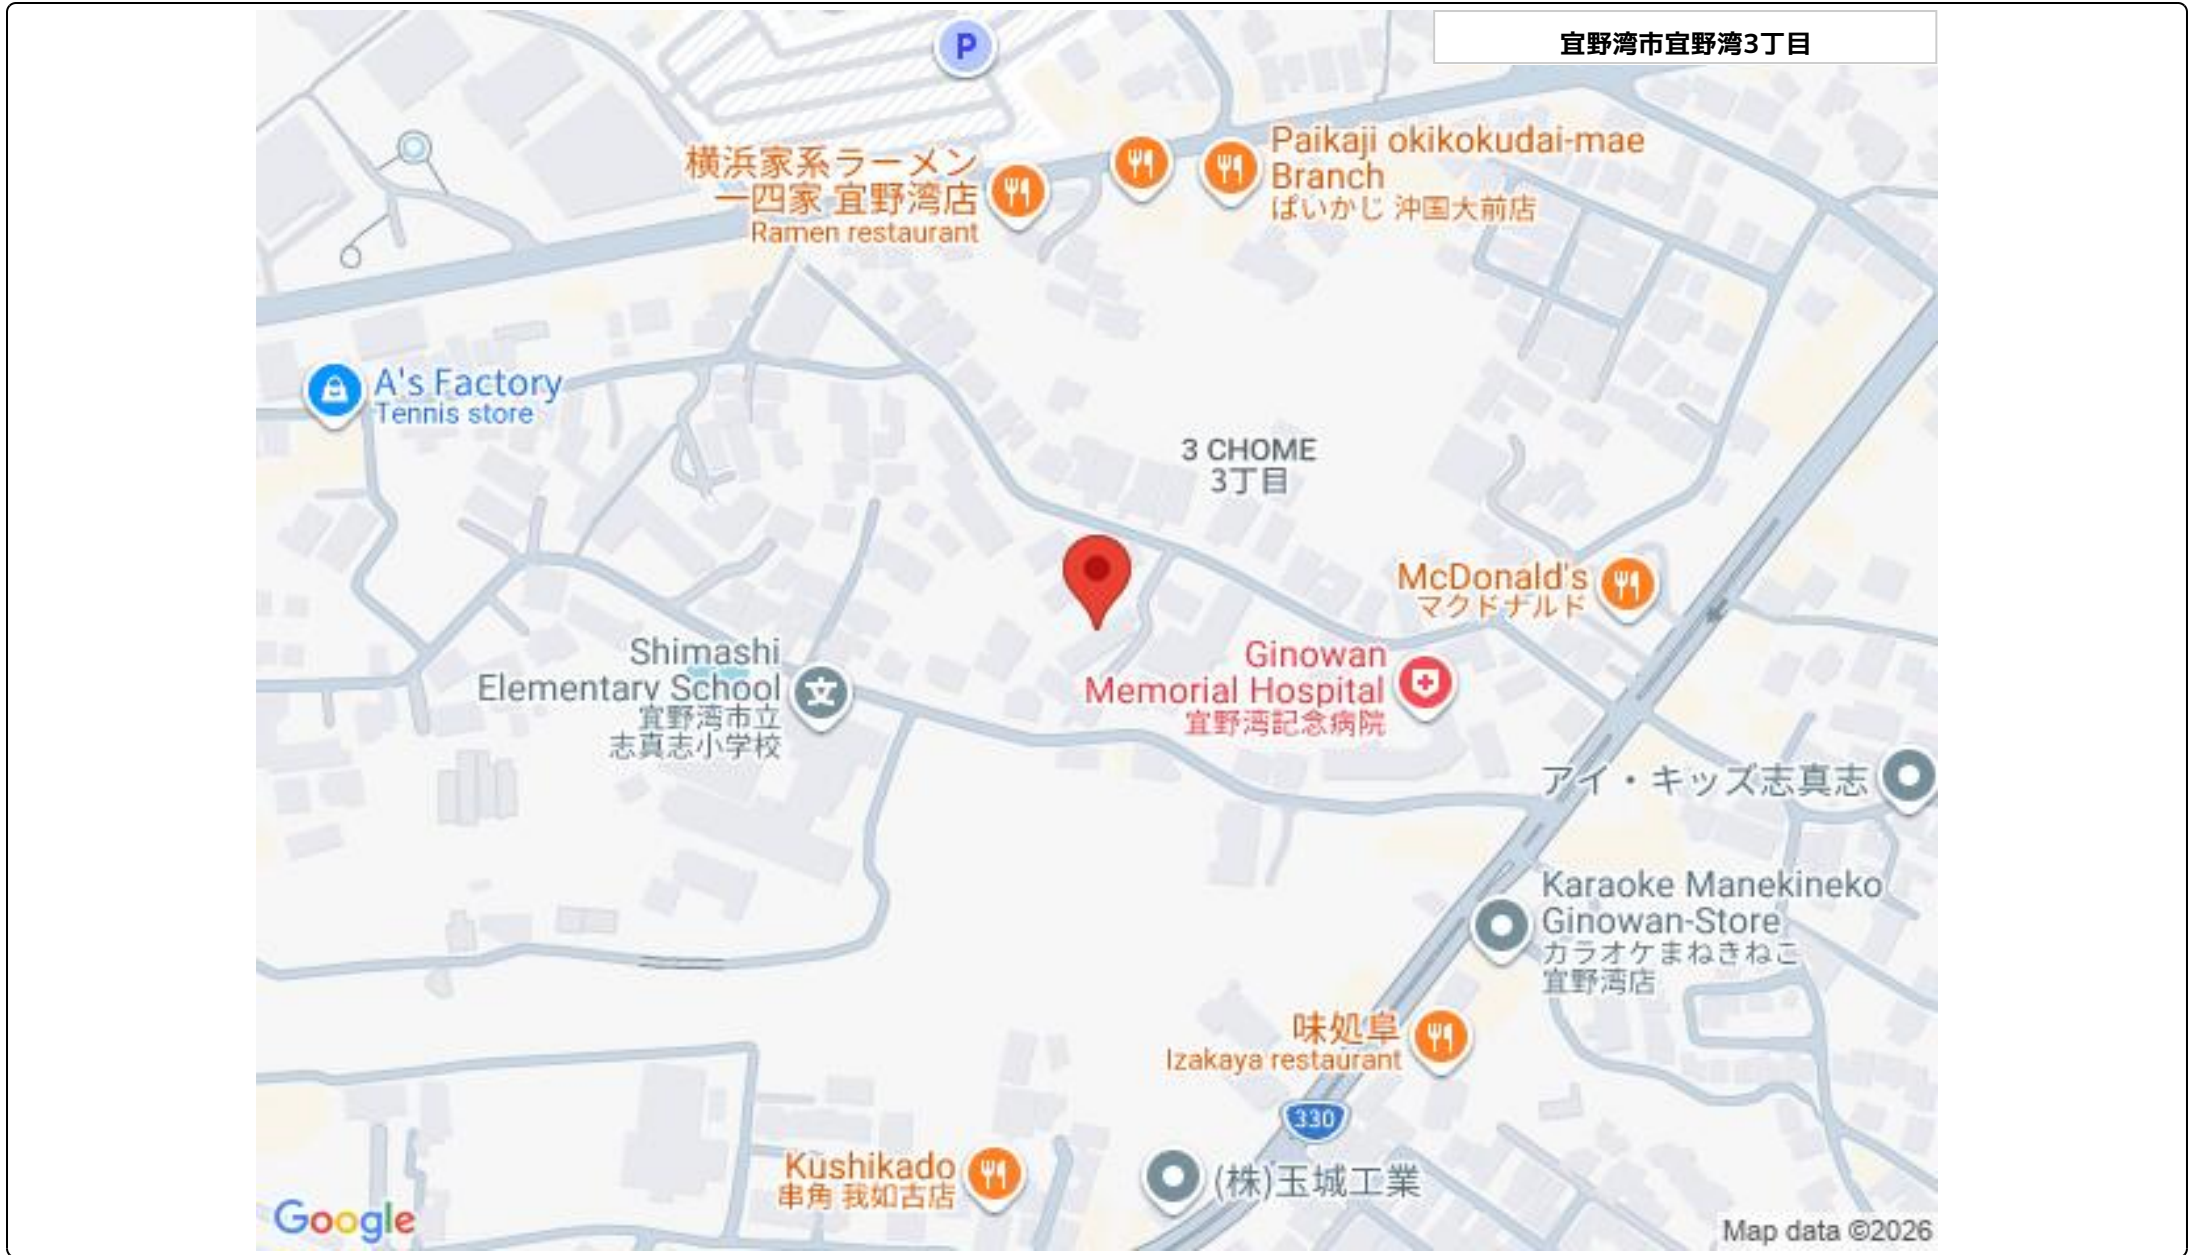 宜野湾市宜野湾3丁目
P
横浜家系ラーメン
一四家 宜野湾店
Ramen restaurant
Paikaji okikokudai-mae
Branch
ぱいかじ 沖国大前店
A's Factory
Tennis store
3 CHOME
3丁目
McDonald's
マクドナルド
Shimashi
Elementary School
宜野湾市立
志真志小学校
文
Ginowan
Memorial Hospital
宜野湾記念病院
アイ・キッズ志真志
Karaoke Manekineko
Ginowan-Store
カラオケまねきねこ
宜野湾店
味処阜
Izakaya restaurant
330
Kushikado
串角 我如古店
(株)玉城工業
Google
Map data ©2026